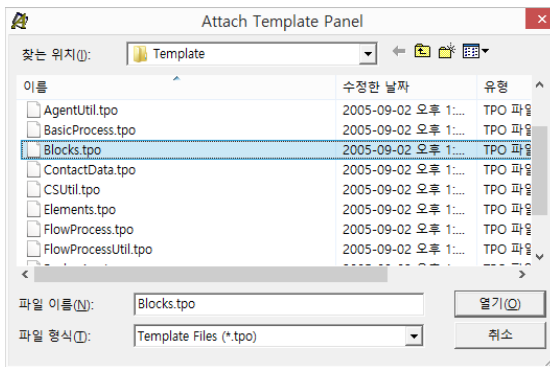 Attach Template Panel
찾는 위치(I): Template
이름 수정한 날짜 유형
AgentUtil.tpo 2005-09-02 오후 1:... TPO 파일
BasicProcess.tpo 2005-09-02 오후 1:... TPO 파일
Blocks.tpo 2005-09-02 오후 1:... TPO 파일
ContactData.tpo 2005-09-02 오후 1:... TPO 파일
CSUtil.tpo 2005-09-02 오후 1:... TPO 파일
Elements.tpo 2005-09-02 오후 1:... TPO 파일
FlowProcess.tpo 2005-09-02 오후 1:... TPO 파일
FlowProcessUtil.tpo 2005-09-02 오후 1:... TPO 파일
파일 이름(N): Blocks.tpo 열기(O)
파일 형식(T): Template Files (*.tpo) 취소